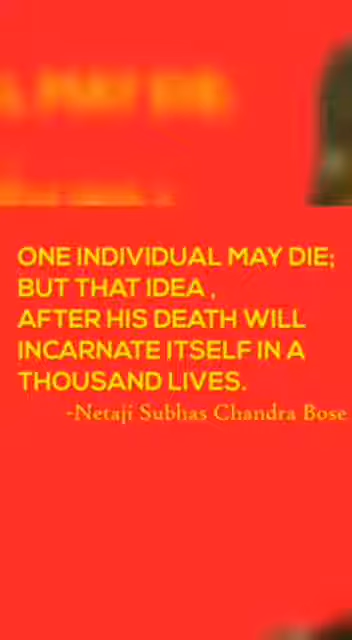 ONE INDIVIDUAL MAY DIE;
BUT THAT IDEA ,
AFTER HIS DEATH WILL
INCARNATE ITSELF IN A
THOUSAND LIVES.
-Netaji Subhas Chandra Bose